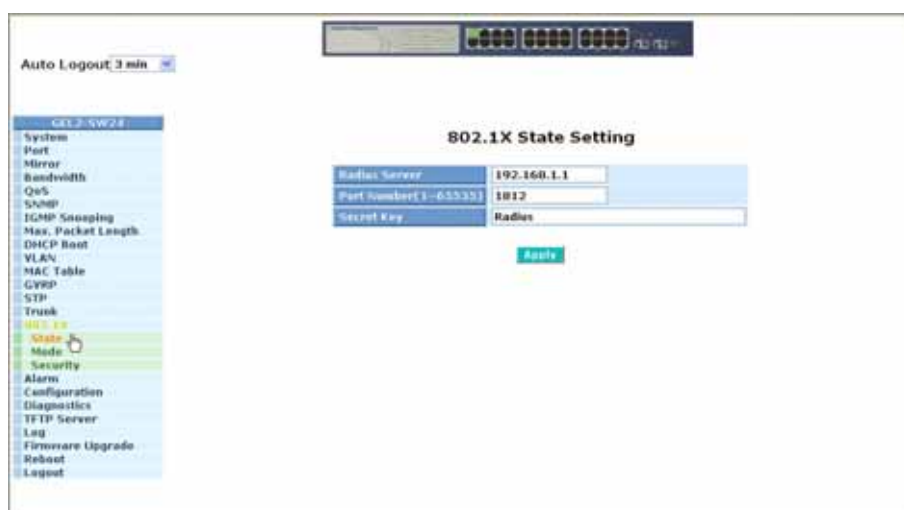 Auto Logout 3 min
GEL2-SW24
System
Port
Mirror
Bandwidth
QoS
SNMP
IGMP Snooping
Max. Packet Length
DHCP Boot
VLAN
MAC Table
GVRP
STP
Trunk
802.1X
State
Mode
Security
Alarm
Configuration
Diagnostics
TFTP Server
Log
Firmware Upgrade
Reboot
Logout
802.1X State Setting
Radius Server 192.168.1.1
Port Number(1~65535) 1812
Secret Key Radius
Apply